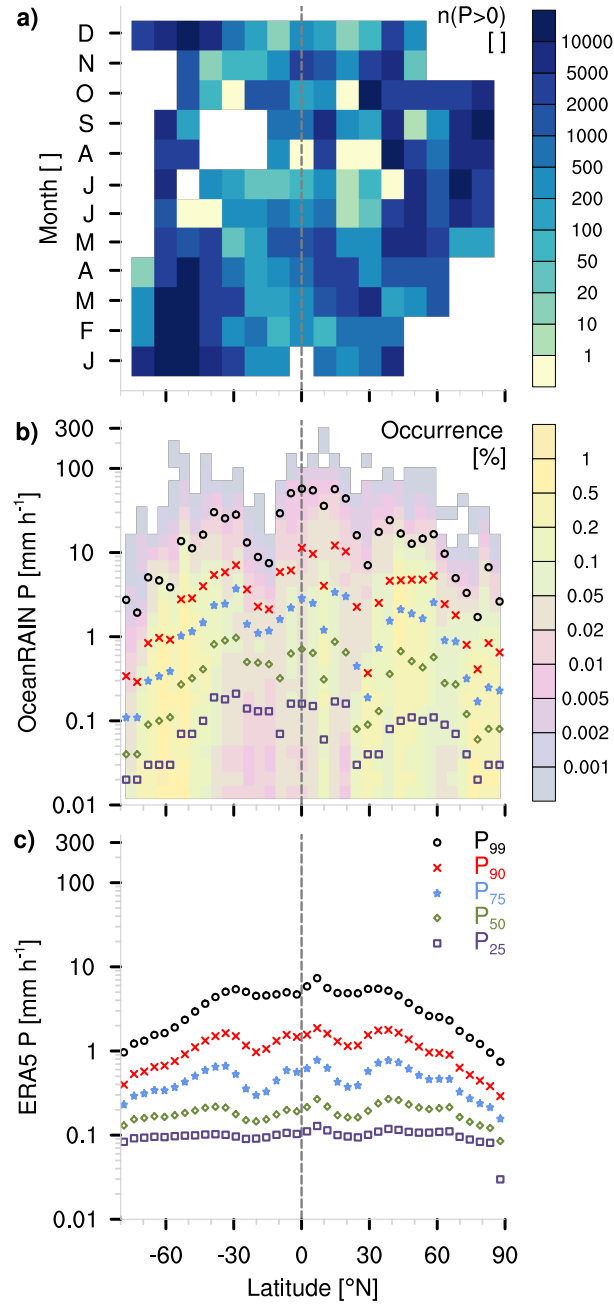 a)
n(P>0)
[ ]
Month [ ]
D
N
O
S
A
J
J
M
A
M
F
J
10000
5000
2000
1000
500
200
100
50
20
10
1
b)
Occurrence
[%]
OceanRAIN P [mm h⁻¹]
300
100
10
1
0.1
0.01
1
0.5
0.2
0.1
0.05
0.02
0.01
0.005
0.002
0.001
c)
P₉₉
P₉₀
P₇₅
P₅₀
P₂₅
ERA5 P [mm h⁻¹]
300
100
10
1
0.1
0.01
-60 -30 0 30 60 90
Latitude [°N]